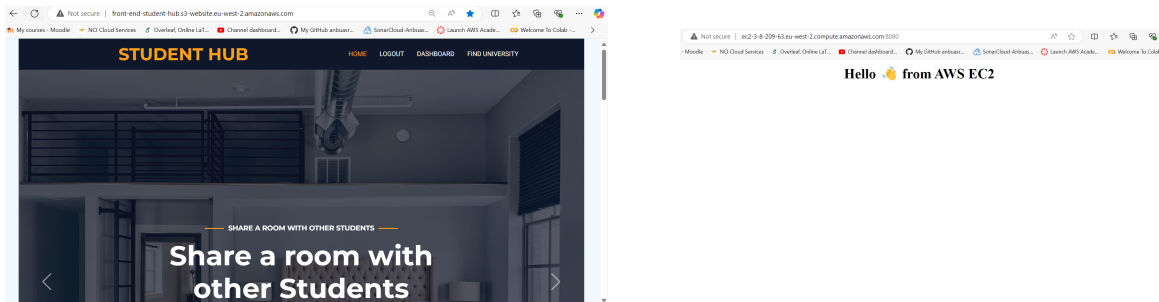 Not secure | front-end-student-hub.s3-website.eu-west-2.amazonaws.com
My courses - Moodle NCI Cloud Services Overleaf, Online LaT... Channel dashboard... My GitHub anbuasr... SonarCloud-Anbuas... Launch AWS Acade... Welcome To Colab -...
STUDENT HUB HOME LOGOUT DASHBOARD FIND UNIVERSITY
SHARE A ROOM WITH OTHER STUDENTS
Share a room with
other Students
Not secure | ec2-3-8-209-63.eu-west-2.compute.amazonaws.com:8080
- Moodle NCI Cloud Services Overleaf, Online LaT... Channel dashboard... My GitHub anbuasr... SonarCloud-Anbuas... Launch AWS Acade... Welcome To Colab
Hello 👋 from AWS EC2